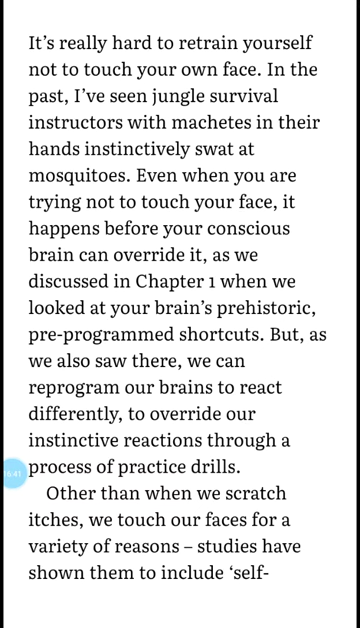 It’s really hard to retrain yourself
not to touch your own face. In the
past, I’ve seen jungle survival
instructors with machetes in their
hands instinctively swat at
mosquitoes. Even when you are
trying not to touch your face, it
happens before your conscious
brain can override it, as we
discussed in Chapter 1 when we
looked at your brain’s prehistoric,
pre-programmed shortcuts. But, as
we also saw there, we can
reprogram our brains to react
differently, to override our
instinctive reactions through a
process of practice drills.
Other than when we scratch
itches, we touch our faces for a
variety of reasons – studies have
shown them to include ‘self-